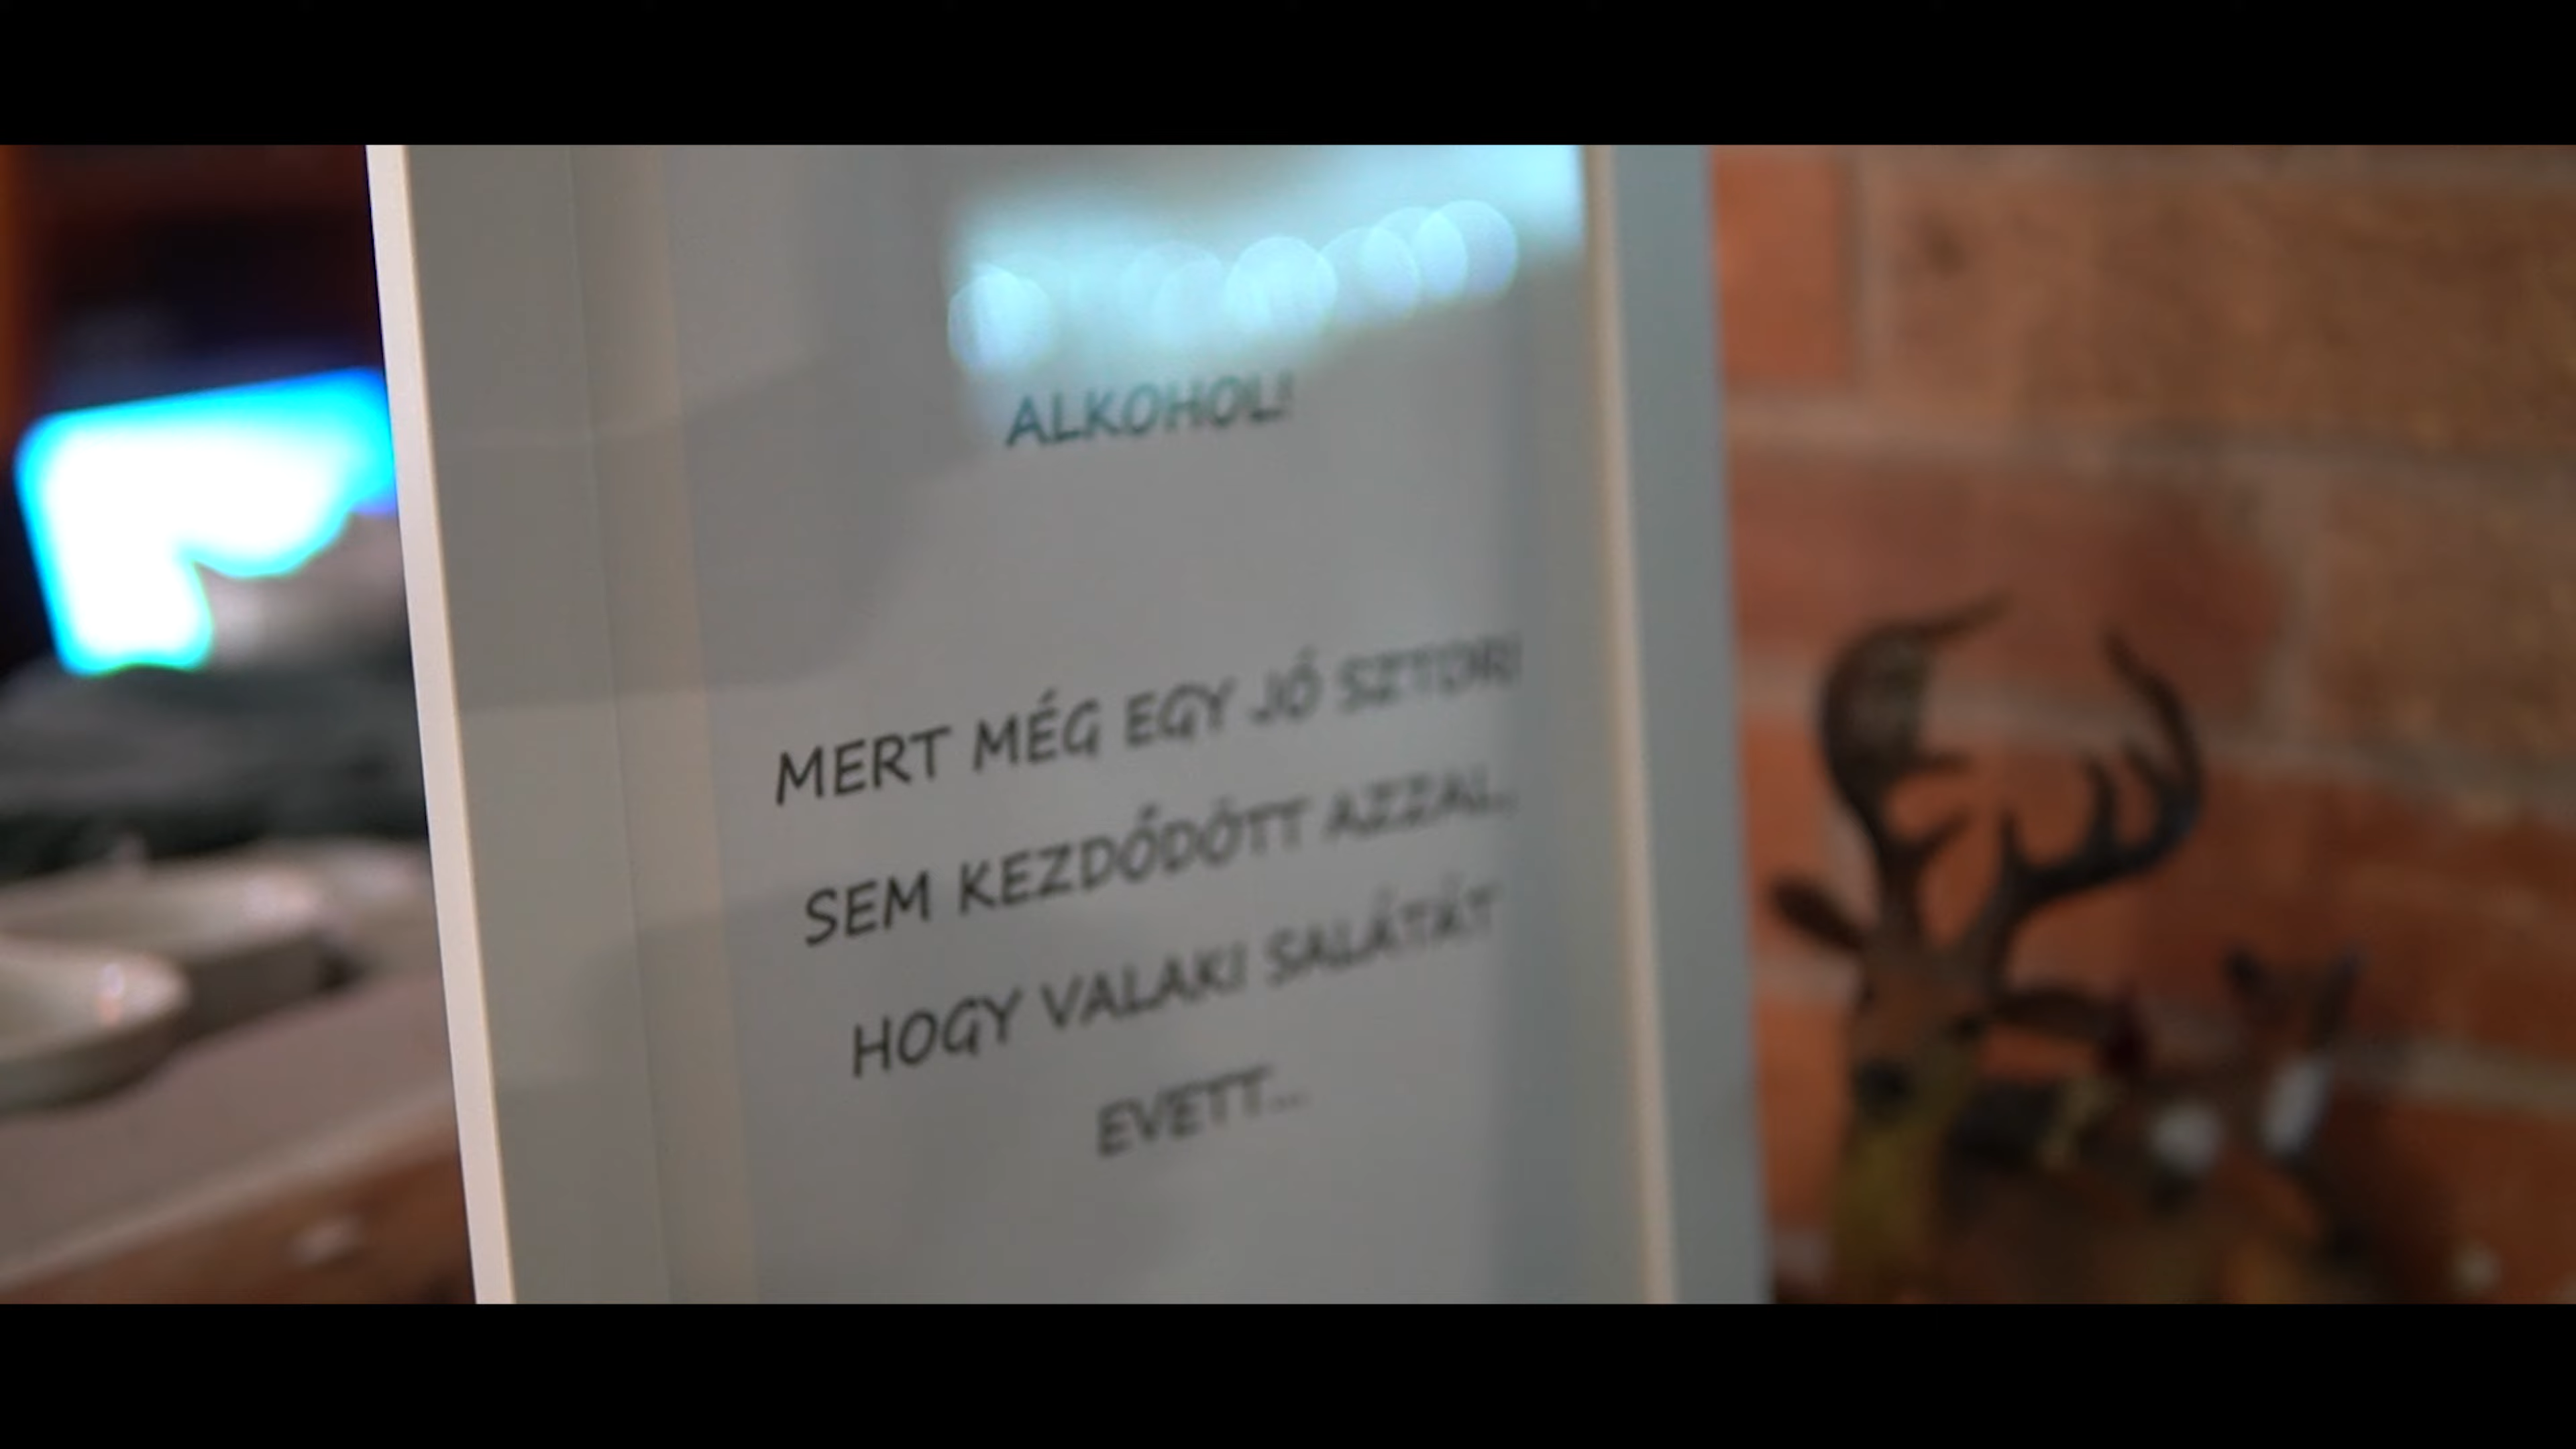 ALKOHOL!
MERT MÉG EGY JÓ SZTORI
SEM KEZDŐDÖTT AZZAL,
HOGY VALAKI SALÁTÁT
EVETT...